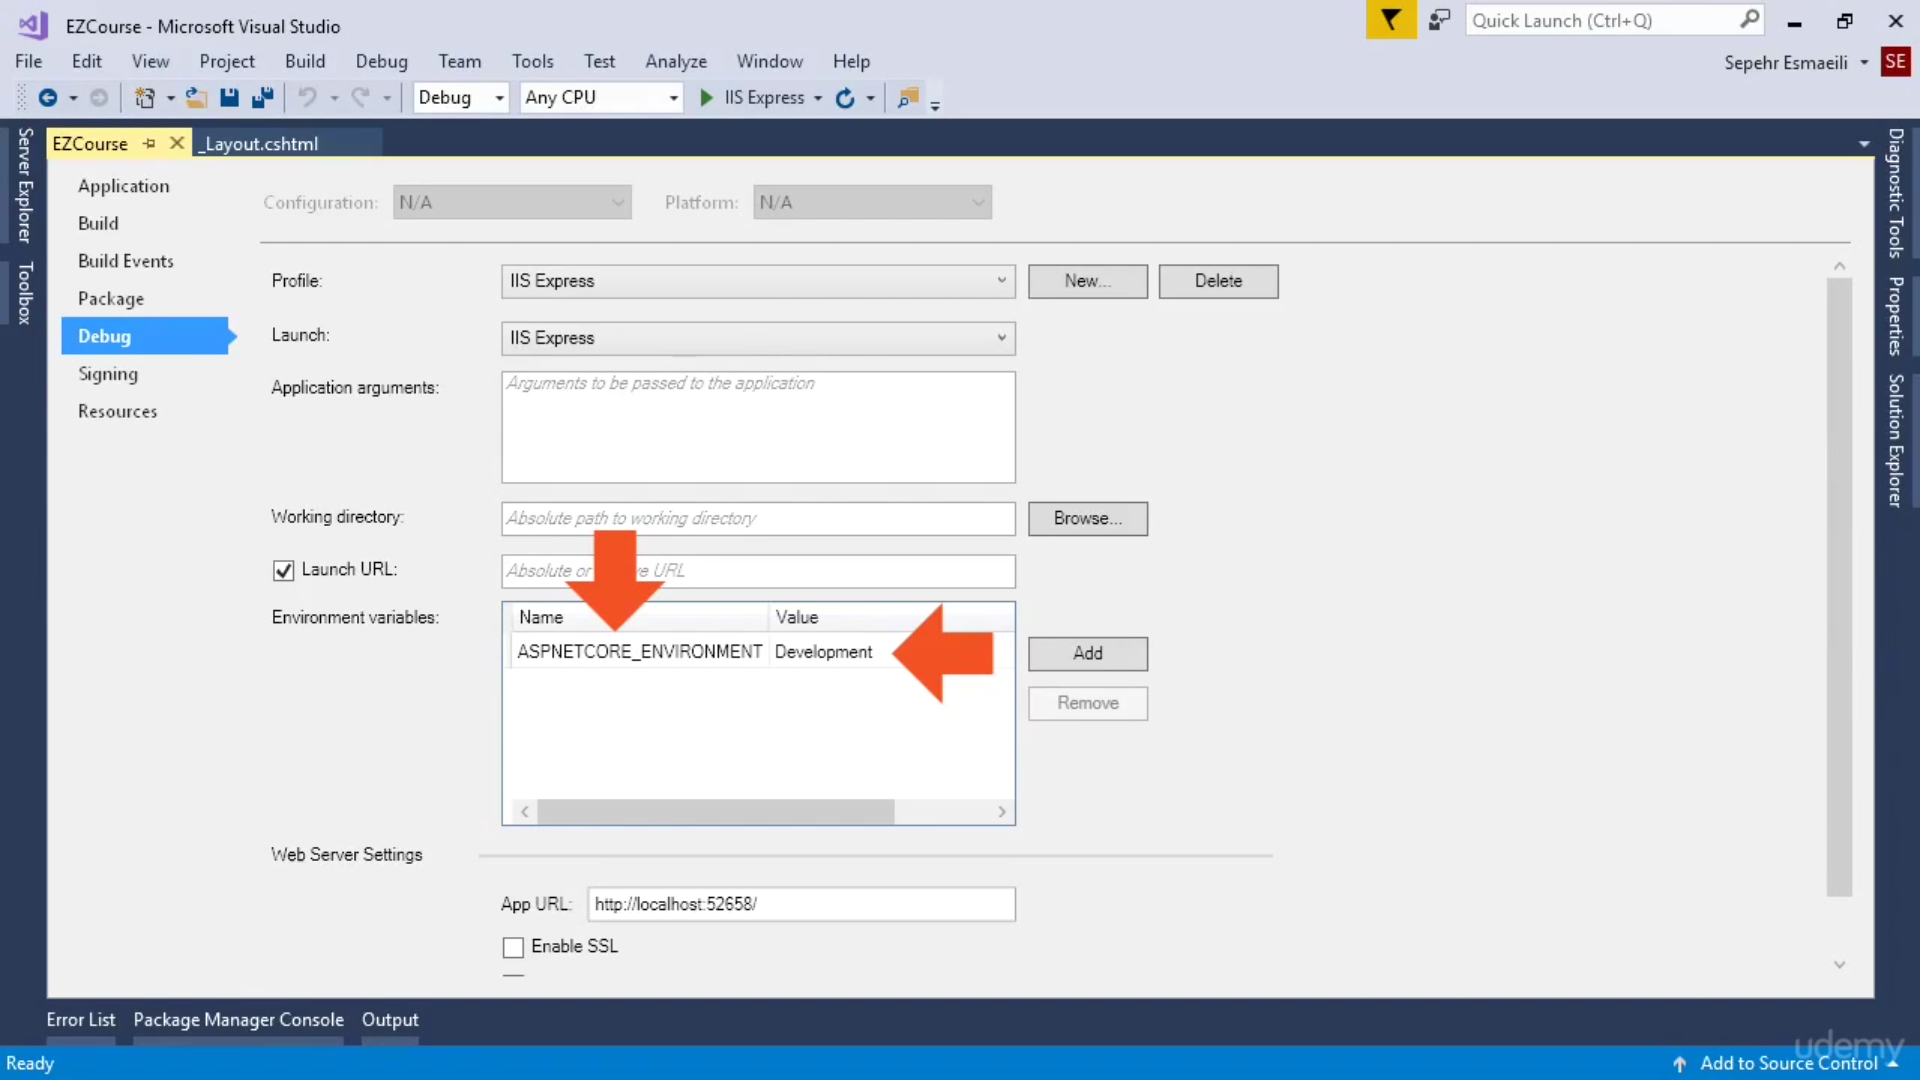 EZCourse - Microsoft Visual Studio
Quick Launch (Ctrl+Q)
File Edit View Project Build Debug Team Tools Test Analyze Window Help
Sepehr Esmaeili SE
Debug Any CPU IIS Express
EZCourse _Layout.cshtml
Server Explorer
Toolbox
Diagnostic Tools
Properties
Solution Explorer
Application
Build
Build Events
Package
Debug
Signing
Resources
Configuration: N/A Platform: N/A
Profile: IIS Express New... Delete
Launch: IIS Express
Application arguments: Arguments to be passed to the application
Working directory: Absolute path to working directory Browse...
Launch URL: Absolute or URL
Environment variables: Name Value
ASPNETCORE_ENVIRONMENT Development Add
Remove
Web Server Settings
App URL: http://localhost:52658/
Enable SSL
Error List Package Manager Console Output
Ready
Add to Source Control
udemy